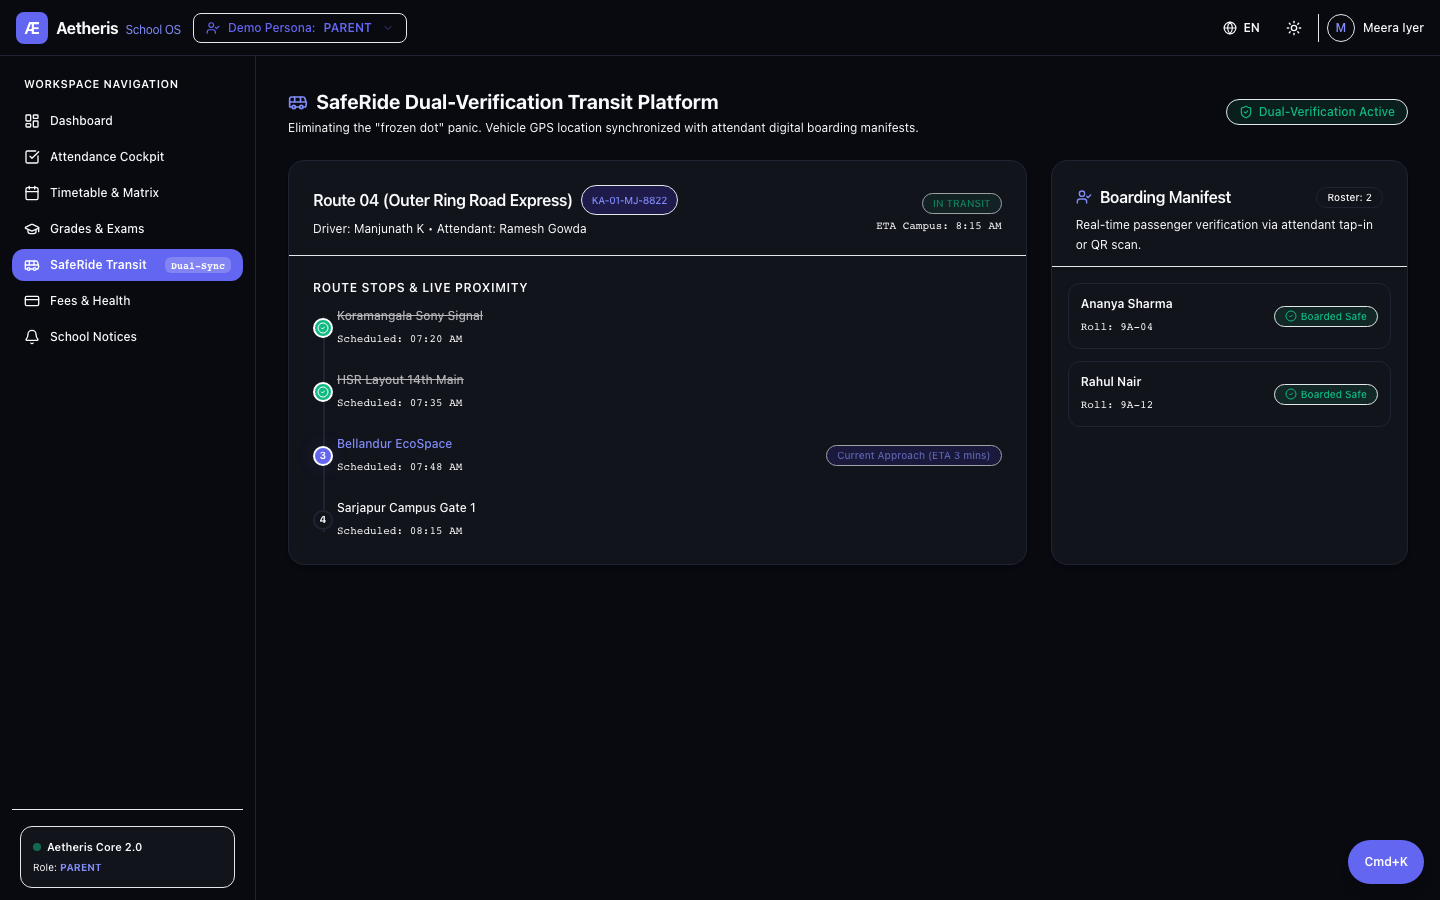 Æ Aetheris School OS
Demo Persona: PARENT
EN
M Meera Iyer
WORKSPACE NAVIGATION
Dashboard
Attendance Cockpit
Timetable & Matrix
Grades & Exams
SafeRide Transit Dual-Sync
Fees & Health
School Notices
Aetheris Core 2.0
Role: PARENT
SafeRide Dual-Verification Transit Platform
Eliminating the "frozen dot" panic. Vehicle GPS location synchronized with attendant digital boarding manifests.
Dual-Verification Active
Route 04 (Outer Ring Road Express) KA-01-MJ-8822
Driver: Manjunath K • Attendant: Ramesh Gowda
IN TRANSIT
ETA Campus: 8:15 AM
ROUTE STOPS & LIVE PROXIMITY
Koramangala Sony Signal
Scheduled: 07:20 AM
HSR Layout 14th Main
Scheduled: 07:35 AM
3 Bellandur EcoSpace
Scheduled: 07:48 AM
Current Approach (ETA 3 mins)
4 Sarjapur Campus Gate 1
Scheduled: 08:15 AM
Boarding Manifest
Roster: 2
Real-time passenger verification via attendant tap-in
or QR scan.
Ananya Sharma
Roll: 9A-04
Boarded Safe
Rahul Nair
Roll: 9A-12
Boarded Safe
Cmd+K